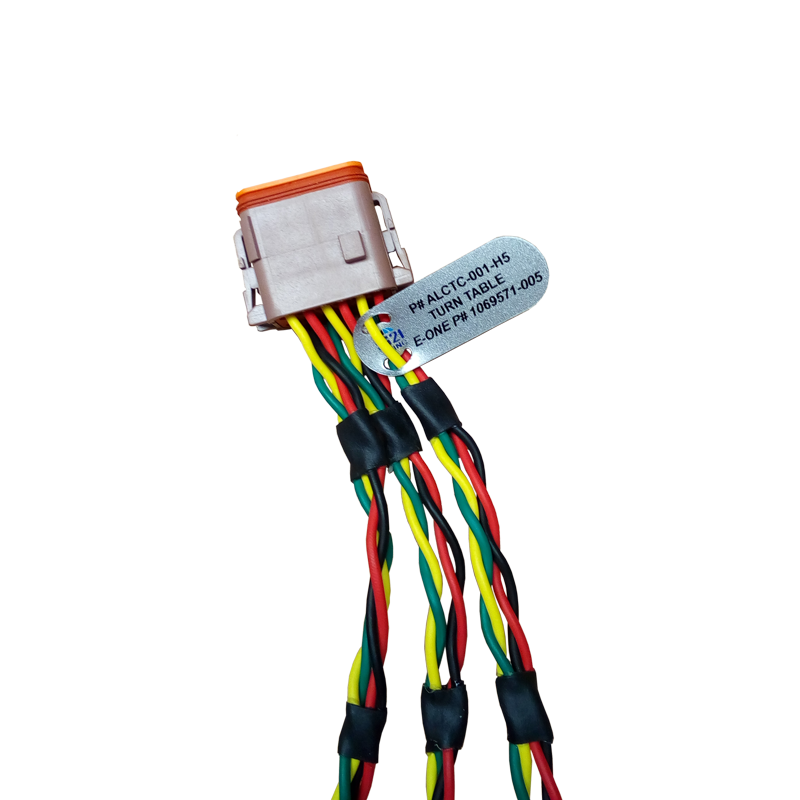 P# ALCTC-001-H5
TURN TABLE
E-ONE P# 1069571-005